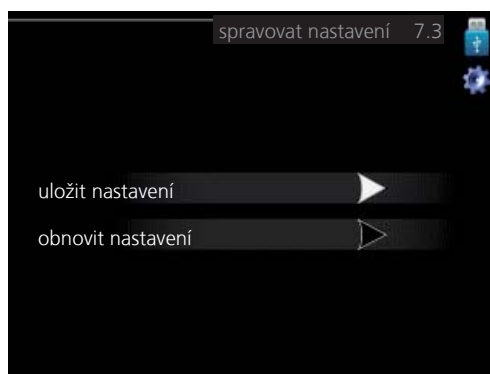 spravovat nastavení 7.3
uložit nastavení
obnovit nastavení